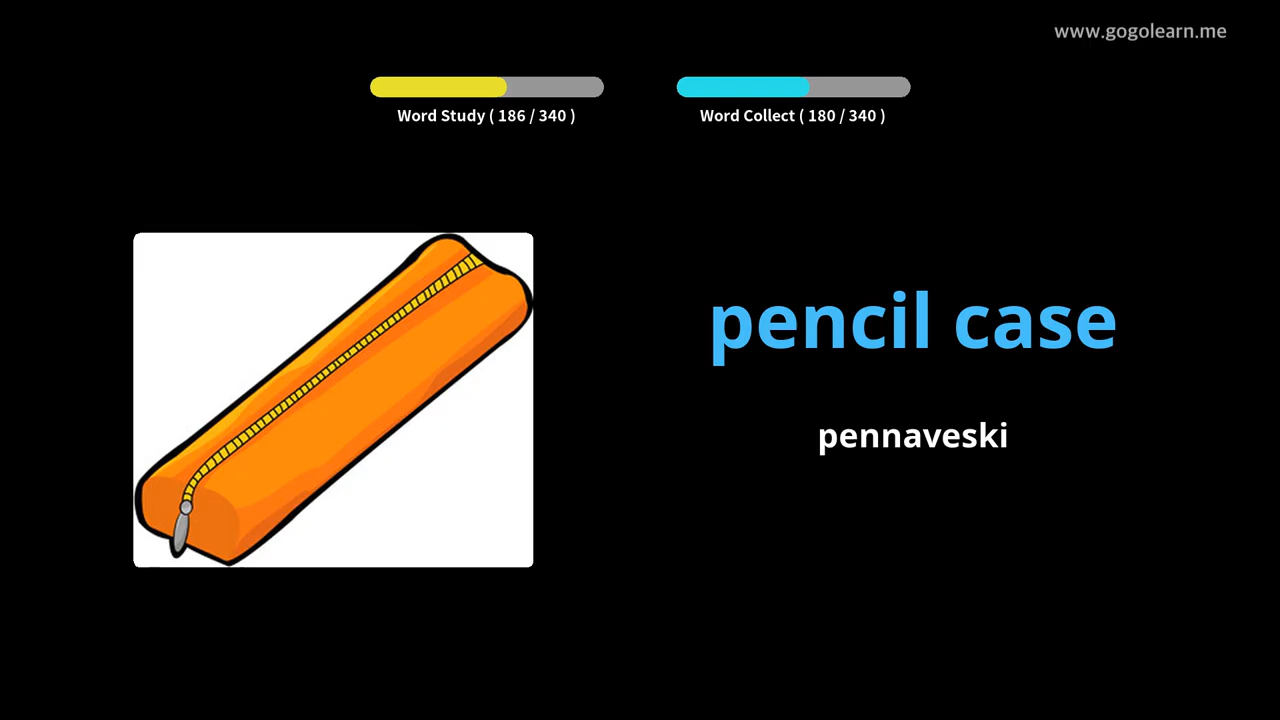 www.gogolearn.me
Word Study ( 186 / 340 )
Word Collect ( 180 / 340 )
pencil case
pennaveski